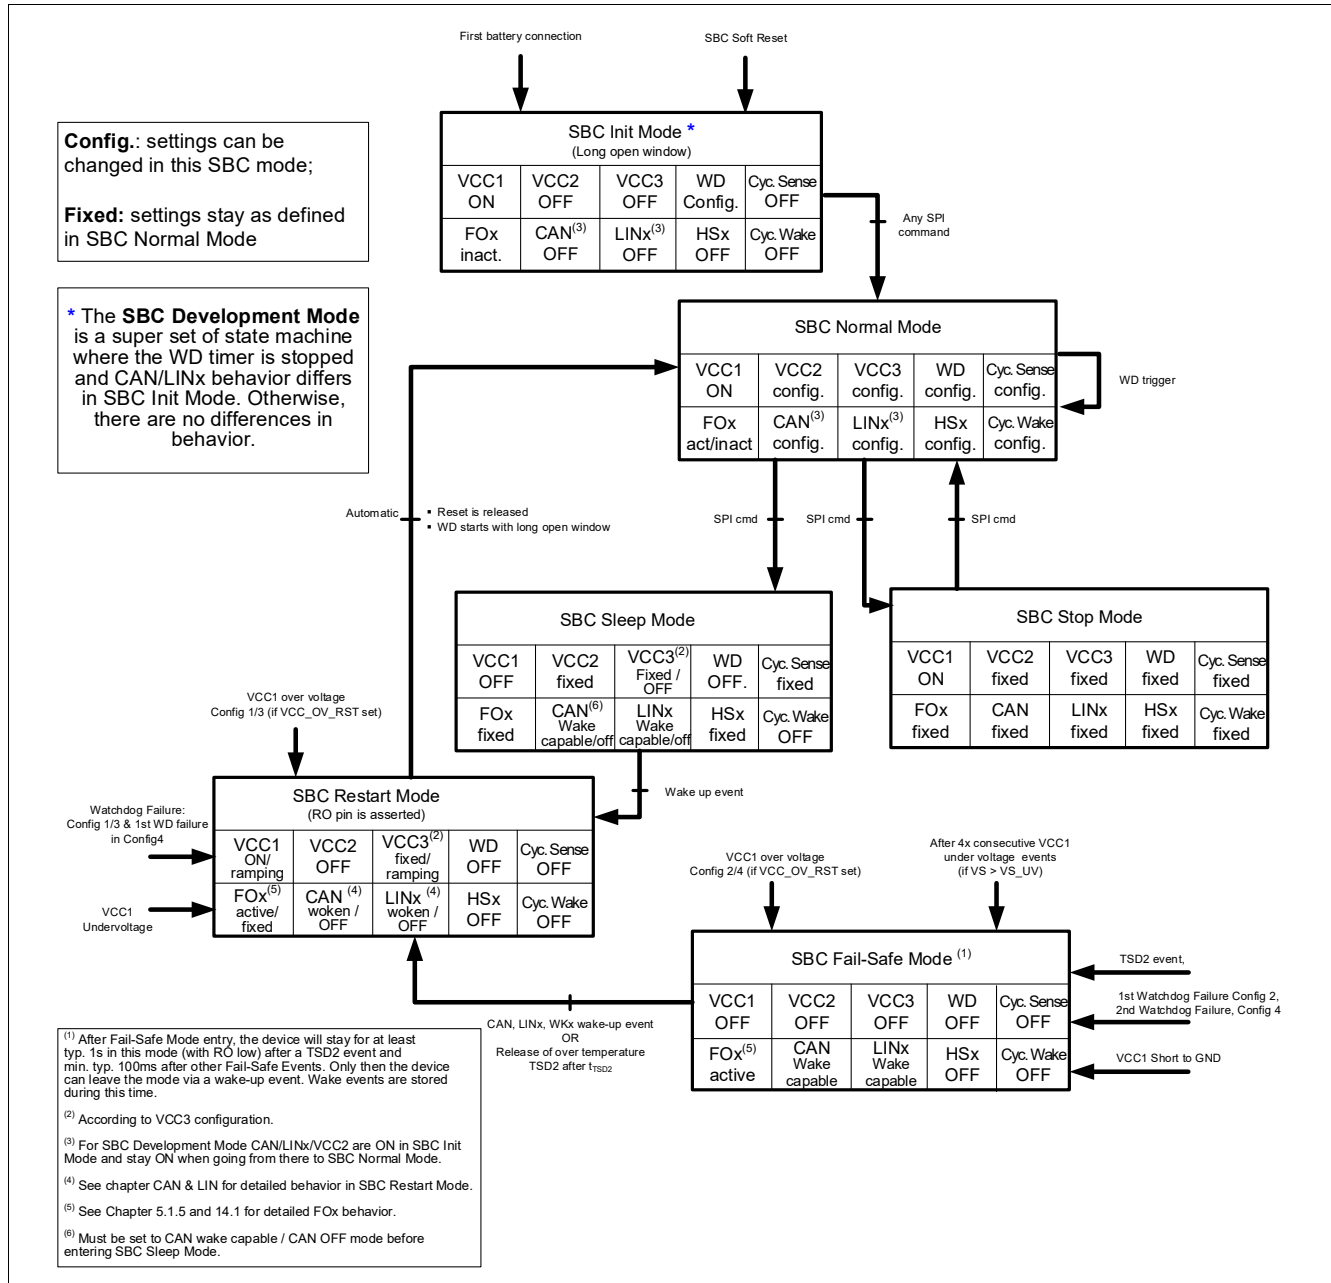 First battery connection
SBC Soft Reset
Config.: settings can be
changed in this SBC mode;
Fixed: settings stay as defined
in SBC Normal Mode
* The SBC Development Mode
is a super set of state machine
where the WD timer is stopped
and CAN/LINx behavior differs
in SBC Init Mode. Otherwise,
there are no differences in
behavior.
SBC Init Mode *
(Long open window)
VCC1
ON
VCC2
OFF
VCC3
OFF
WD
Config.
Cyc. Sense
OFF
FOx
inact.
CAN(3)
OFF
LINx(3)
OFF
HSx
OFF
Cyc. Wake
OFF
Any SPI
command
SBC Normal Mode
VCC1
ON
VCC2
config.
VCC3
config.
WD
config.
Cyc. Sense
config.
FOx
act/inact
CAN(3)
config.
LINx(3)
config.
HSx
config.
Cyc. Wake
config.
WD trigger
Automatic
▪ Reset is released
▪ WD starts with long open window
SPI cmd
SPI cmd
SPI cmd
SBC Sleep Mode
VCC1
OFF
VCC2
fixed
VCC3(2)
Fixed /
OFF
WD
OFF.
Cyc. Sense
fixed
FOx
fixed
CAN(6)
Wake
capable/off
LINx
Wake
capable/off
HSx
fixed
Cyc. Wake
OFF
SBC Stop Mode
VCC1
ON
VCC2
fixed
VCC3
fixed
WD
fixed
Cyc. Sense
fixed
FOx
fixed
CAN
fixed
LINx
fixed
HSx
fixed
Cyc. Wake
fixed
VCC1 over voltage
Config 1/3 (if VCC_OV_RST set)
Wake up event
Watchdog Failure:
Config 1/3 & 1st WD failure
in Config4
VCC1
Undervoltage
SBC Restart Mode
(RO pin is asserted)
VCC1
ON/
ramping
VCC2
OFF
VCC3(2)
fixed/
ramping
WD
OFF
Cyc. Sense
OFF
FOx(5)
active/
fixed
CAN (4)
woken /
OFF
LINx (4)
woken /
OFF
HSx
OFF
Cyc. Wake
OFF
VCC1 over voltage
Config 2/4 (if VCC_OV_RST set)
After 4x consecutive VCC1
under voltage events
(if VS > VS_UV)
SBC Fail-Safe Mode (1)
VCC1
OFF
VCC2
OFF
VCC3
OFF
WD
OFF
Cyc. Sense
OFF
FOx(5)
active
CAN
Wake
capable
LINx
Wake
capable
HSx
OFF
Cyc. Wake
OFF
TSD2 event,
1st Watchdog Failure Config 2,
2nd Watchdog Failure, Config 4
VCC1 Short to GND
CAN, LINx, WKx wake-up event
OR
Release of over temperature
TSD2 after tTSD2
(1) After Fail-Safe Mode entry, the device will stay for at least
typ. 1s in this mode (with RO low) after a TSD2 event and
min. typ. 100ms after other Fail-Safe Events. Only then the device
can leave the mode via a wake-up event. Wake events are stored
during this time.
(2) According to VCC3 configuration.
(3) For SBC Development Mode CAN/LINx/VCC2 are ON in SBC Init
Mode and stay ON when going from there to SBC Normal Mode.
(4) See chapter CAN & LIN for detailed behavior in SBC Restart Mode.
(5) See Chapter 5.1.5 and 14.1 for detailed FOx behavior.
(6) Must be set to CAN wake capable / CAN OFF mode before
entering SBC Sleep Mode.